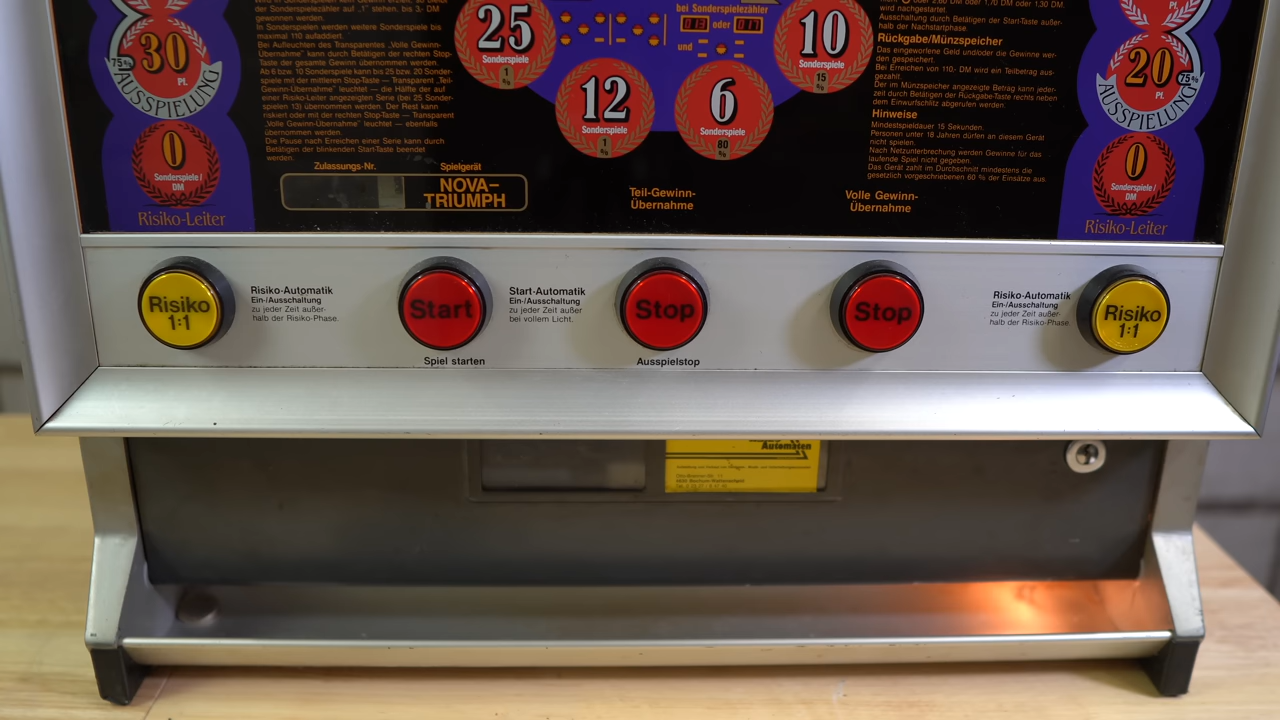 30
75%
Pf.
AUSSPIELUNG
0
Sonderspiele/
DM
Risiko-Leiter
gewonnen werden.
In Sonderspielen werden weitere Sonderspiele bis
maximal 110 aufaddiert.
Bei Aufleuchten des Transparentes „Volle Gewinn-
Übernahme" kann durch Betätigen der rechten Stop-
Taste der gesamte Gewinn übernommen werden.
Ab 6 bzw. 10 Sonderspiele kann bis 25 bzw. 20 Sonder-
spiele mit der mittleren Stop-Taste — Transparent „Teil-
Gewinn-Übernahme" leuchtet — die Hälfte der auf
einer Risiko-Leiter angezeigten Serie (bei 25 Sonder-
spielen 13) übernommen werden. Der Rest kann
riskiert oder mit der rechten Stop-Taste — Transparent
„Volle Gewinn-Übernahme" leuchtet — ebenfalls
übernommen werden.
Die Pause nach Erreichen einer Serie kann durch
Betätigen der blinkenden Start-Taste beendet
werden.
Zulassungs-Nr.
Spielgerät
NOVA-
TRIUMPH
25
Sonderspiele
12
Sonderspiele
6
Sonderspiele
80
10
Sonderspiele
15
bei Sonderspielezähler
oder
und
Teil-Gewinn-
Übernahme
Volle Gewinn-
Übernahme
wird nachgestartet.
Ausschaltung durch Betätigen der Start-Taste außer-
halb der Nachstartphase.
Rückgabe/Münzspeicher
Das eingeworfene Geld und/oder die Gewinne wer-
den gespeichert.
Bei Erreichen von 110,- DM wird ein Teilbetrag aus-
gezahlt.
Der im Münzspeicher angezeigte Betrag kann jeder-
zeit durch Betätigen der Rückgabe-Taste rechts neben
dem Einwurfschlitz abgerufen werden.
Hinweise
Mindestspieldauer 15 Sekunden.
Personen unter 18 Jahren dürfen an diesem Gerät
nicht spielen.
Nach Netzunterbrechung werden Gewinne für das
laufende Spiel nicht gegeben.
Das Gerät zahlt im Durchschnitt mindestens die
gesetzlich vorgeschriebenen 60 % der Einsätze aus.
Pf.
20
75%
Pf.
AUSSPIELUNG
0
Sonderspiele/
DM
Risiko-Leiter
Risiko
1:1
Risiko-Automatik
Ein-/Ausschaltung
zu jeder Zeit außer-
halb der Risiko-Phase.
Start
Spiel starten
Start-Automatik
Ein-/Ausschaltung
zu jeder Zeit außer
bei vollem Licht.
Stop
Ausspielstop
Stop
Risiko-Automatik
Ein-/Ausschaltung
zu jeder Zeit außer-
halb der Risiko-Phase.
Risiko
1:1
Automaten